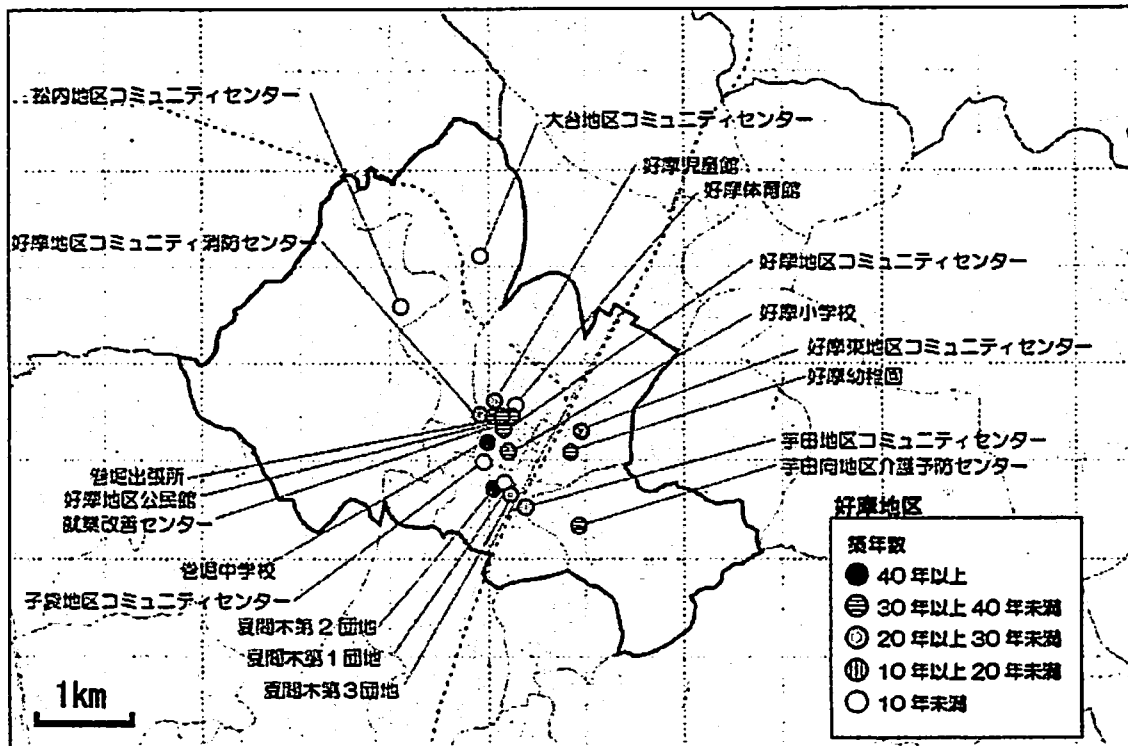 松内地区コミュニティセンター
大台地区コミュニティセンター
好摩児童館
好摩体育館
好摩地区コミュニティ消防センター
好摩地区コミュニティセンター
好摩小学校
好摩東地区コミュニティセンター
好摩幼稚園
芋田地区コミュニティセンター
芋田向地区介護予防センター
巻堀出張所
好摩地区公民館
就業改善センター
巻堀中学校
子袋地区コミュニティセンター
夏間木第2団地
夏間木第1団地
夏間木第3団地
好摩地区
築年数
40年以上
30年以上40年未満
20年以上30年未満
10年以上20年未満
10年未満
1km